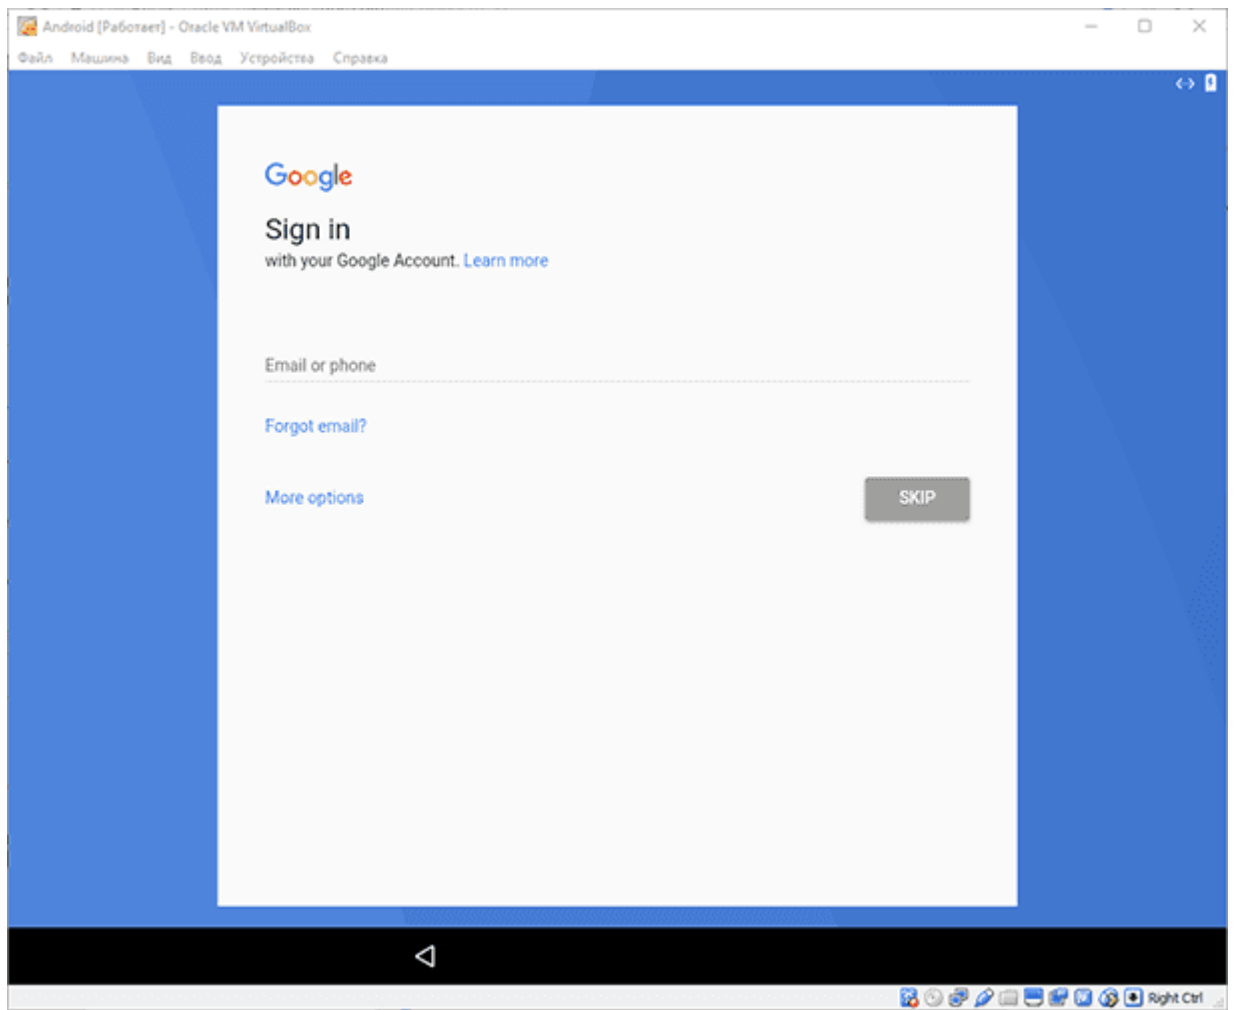 Android [Работает] - Oracle VM VirtualBox
Файл Машина Вид Ввод Устройства Справка
Google
Sign in
with your Google Account. Learn more
Email or phone
Forgot email?
More options
SKIP
Right Ctrl